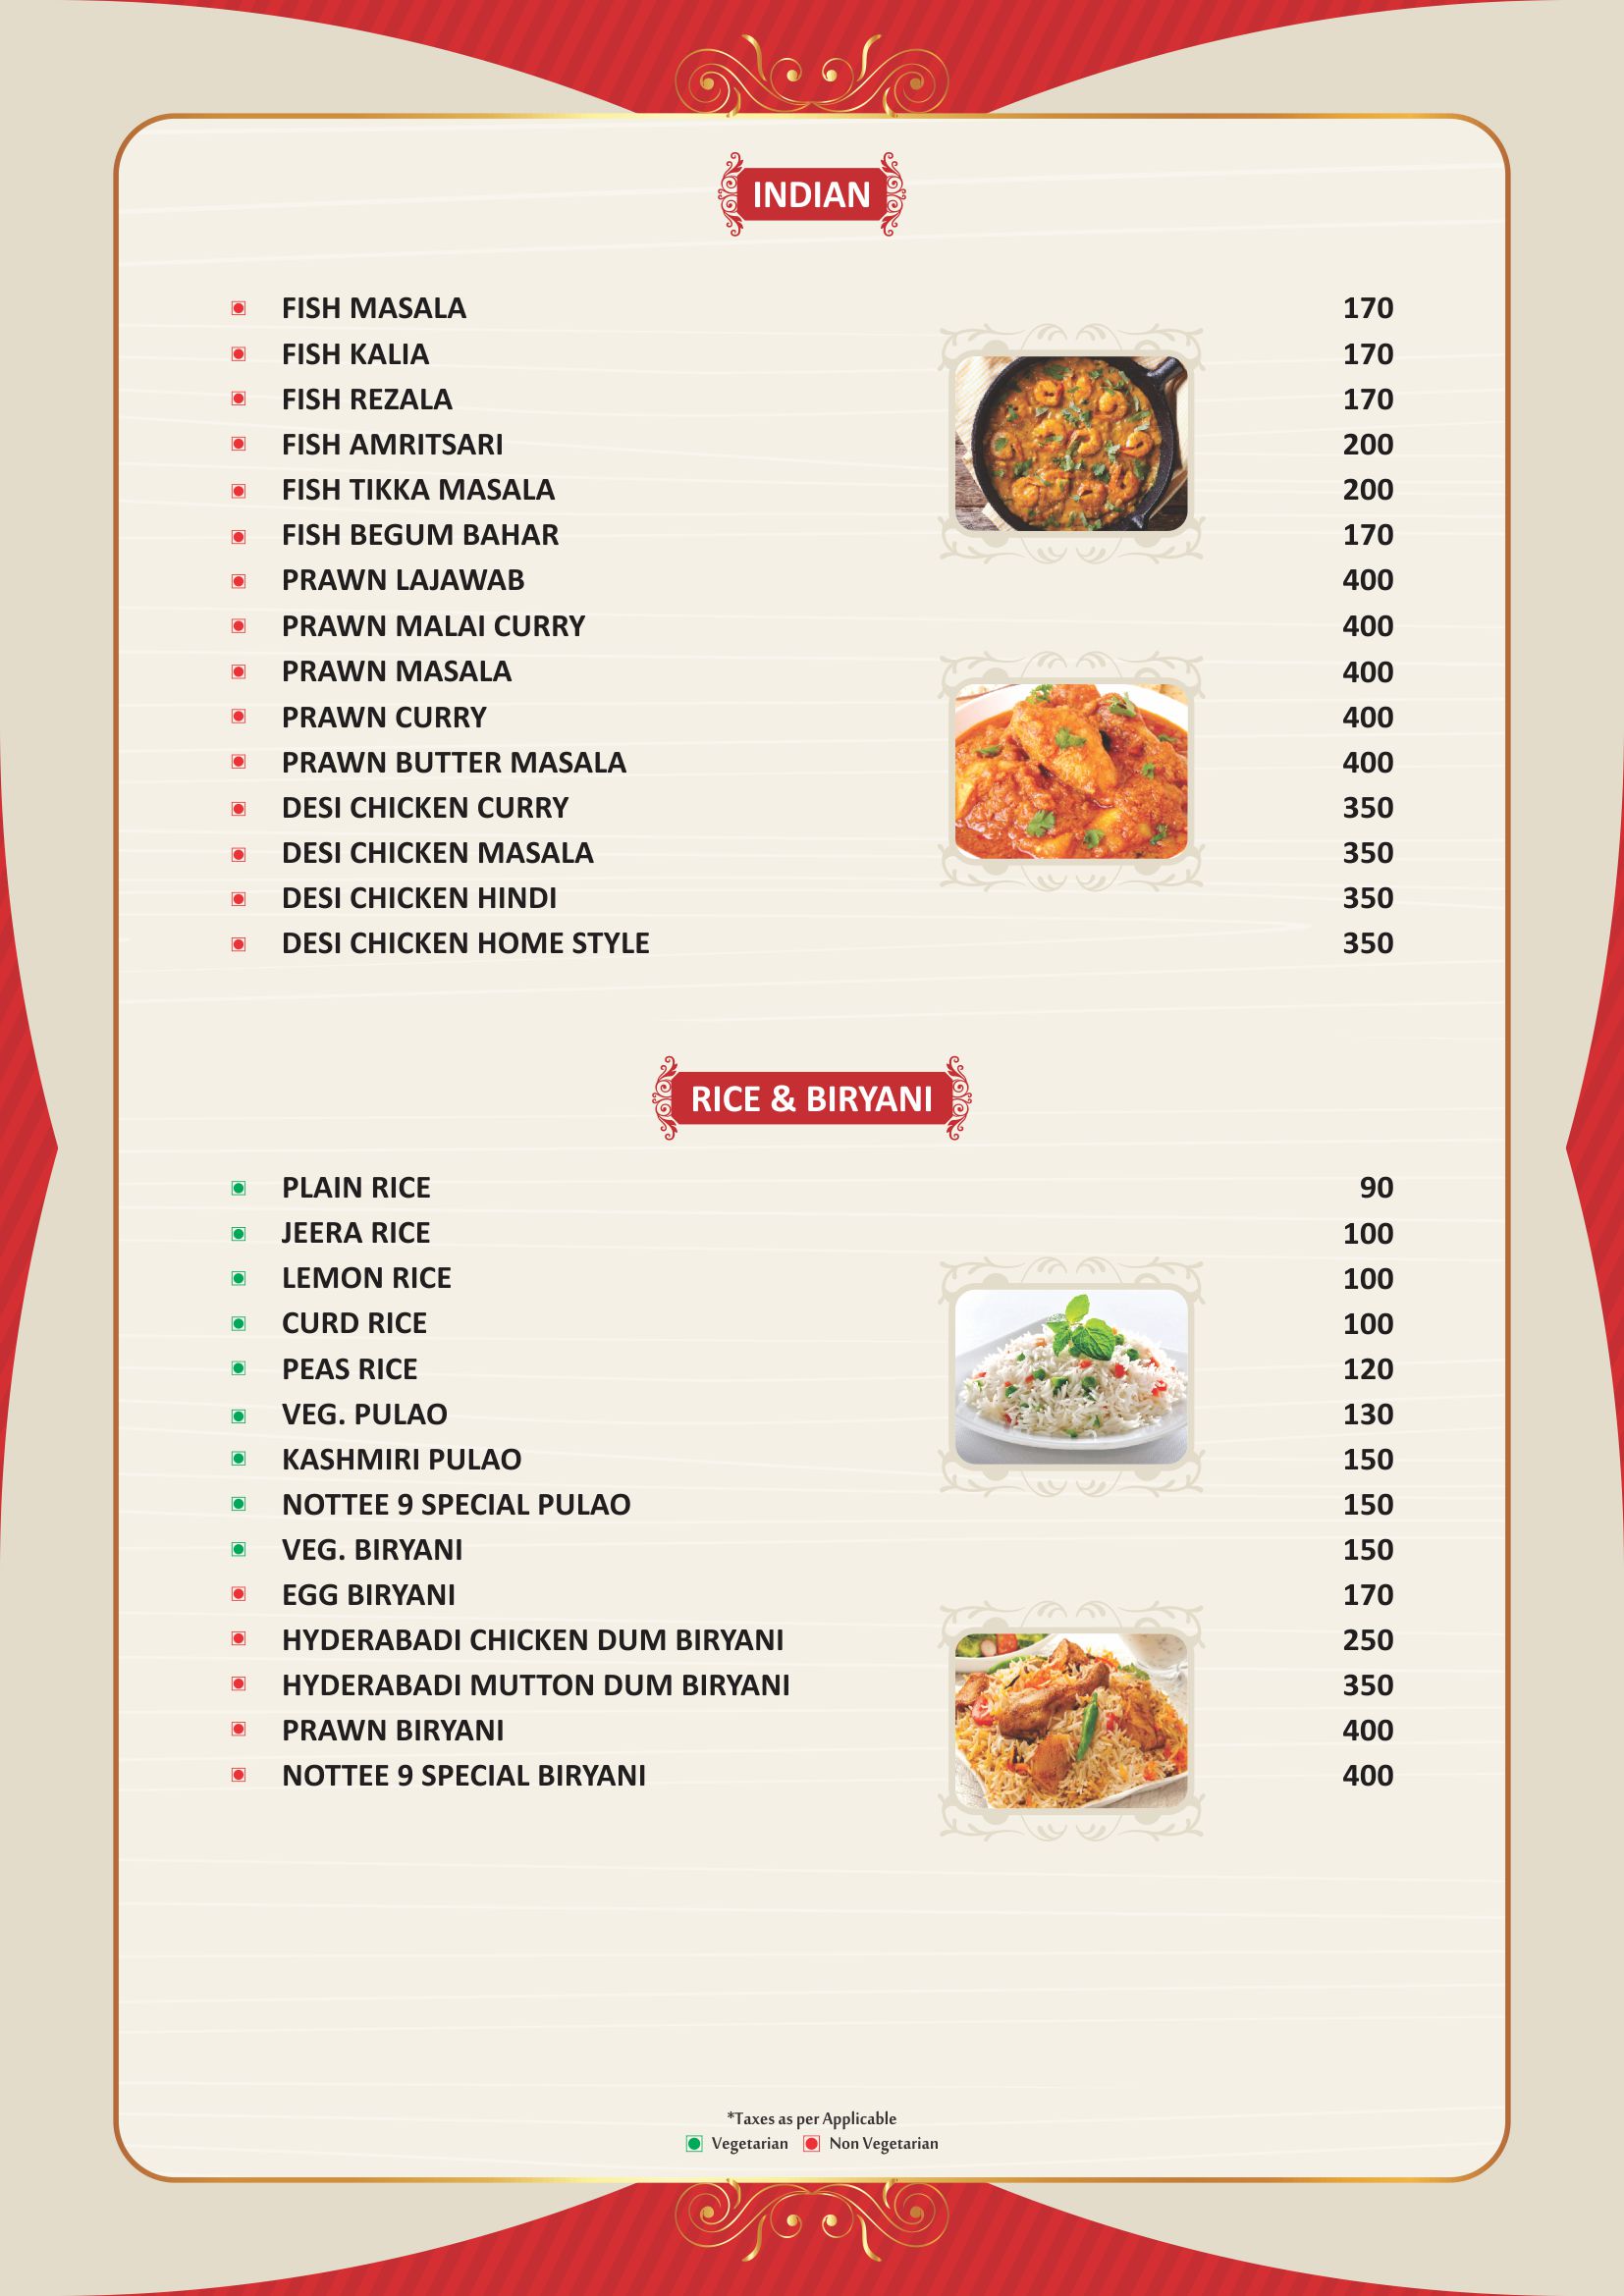 INDIAN
FISH MASALA 170
FISH KALIA 170
FISH REZALA 170
FISH AMRITSARI 200
FISH TIKKA MASALA 200
FISH BEGUM BAHAR 170
PRAWN LAJAWAB 400
PRAWN MALAI CURRY 400
PRAWN MASALA 400
PRAWN CURRY 400
PRAWN BUTTER MASALA 400
DESI CHICKEN CURRY 350
DESI CHICKEN MASALA 350
DESI CHICKEN HINDI 350
DESI CHICKEN HOME STYLE 350
RICE & BIRYANI
PLAIN RICE 90
JEERA RICE 100
LEMON RICE 100
CURD RICE 100
PEAS RICE 120
VEG. PULAO 130
KASHMIRI PULAO 150
NOTTEE 9 SPECIAL PULAO 150
VEG. BIRYANI 150
EGG BIRYANI 170
HYDERABADI CHICKEN DUM BIRYANI 250
HYDERABADI MUTTON DUM BIRYANI 350
PRAWN BIRYANI 400
NOTTEE 9 SPECIAL BIRYANI 400
*Taxes as per Applicable
Vegetarian Non Vegetarian